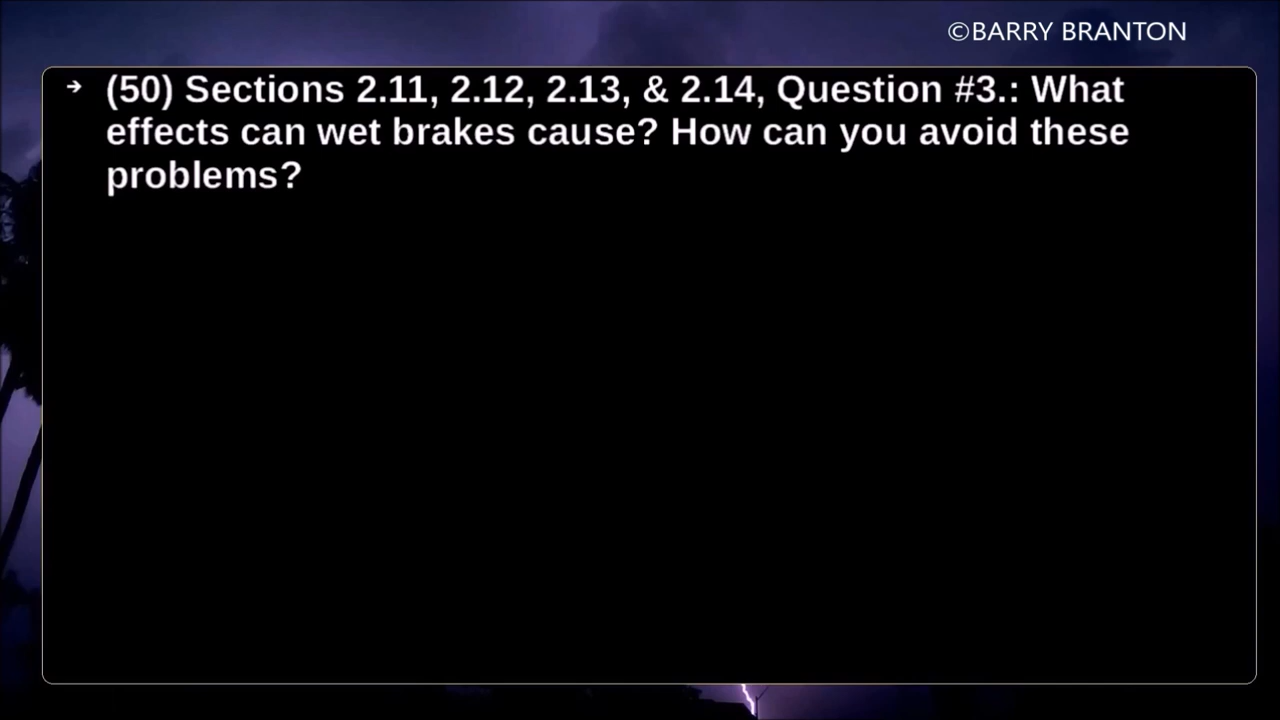 ©BARRY BRANTON
➔ (50) Sections 2.11, 2.12, 2.13, & 2.14, Question #3.: What
effects can wet brakes cause? How can you avoid these
problems?